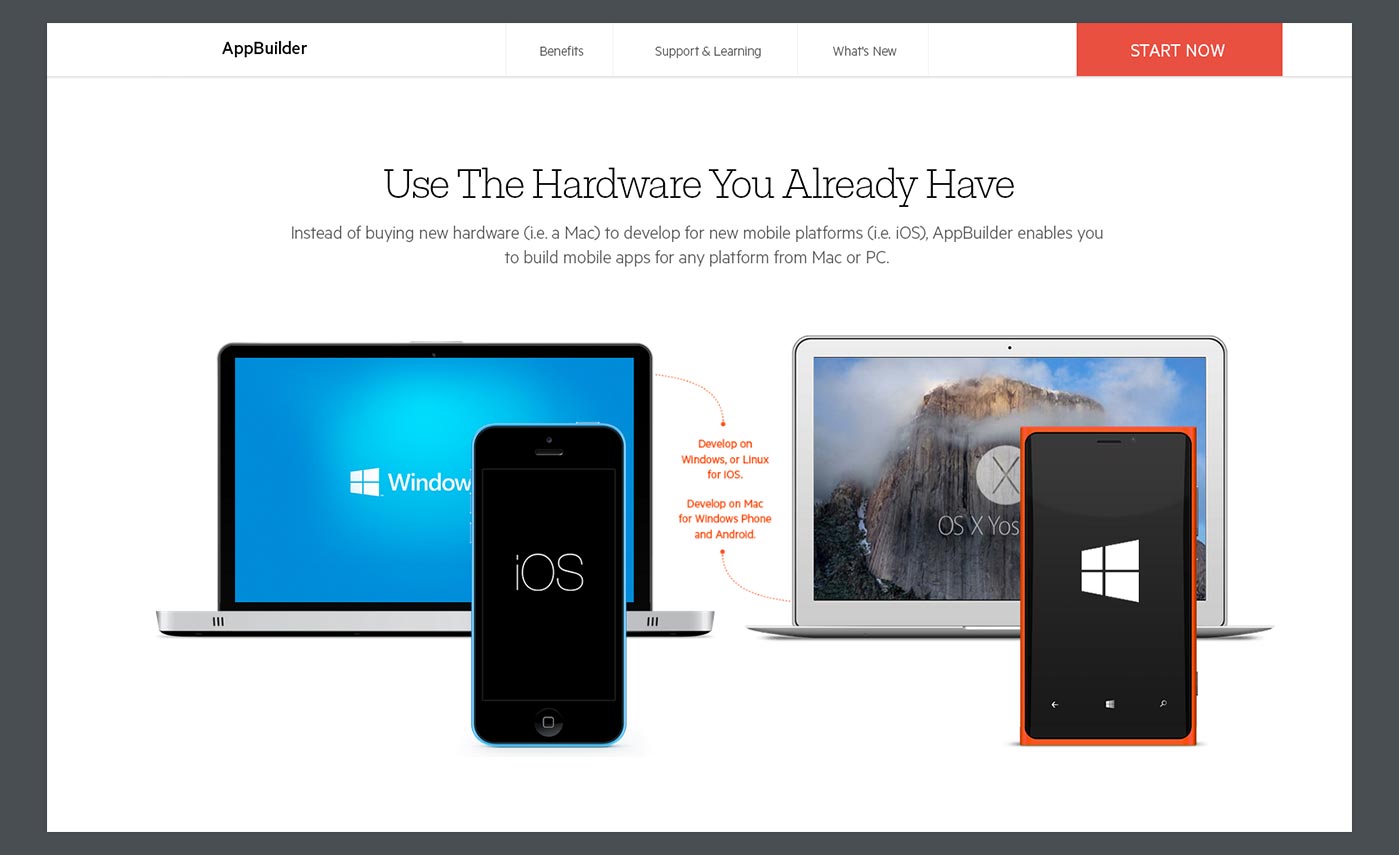 AppBuilder
Benefits
Support & Learning
What's New
START NOW
Use The Hardware You Already Have
Instead of buying new hardware (i.e. a Mac) to develop for new mobile platforms (i.e. iOS), AppBuilder enables you
to build mobile apps for any platform from Mac or PC.
Window
iOS
Develop on
Windows, or Linux
for iOS.
Develop on Mac
for Windows Phone
and Android.
X
OS X Yos